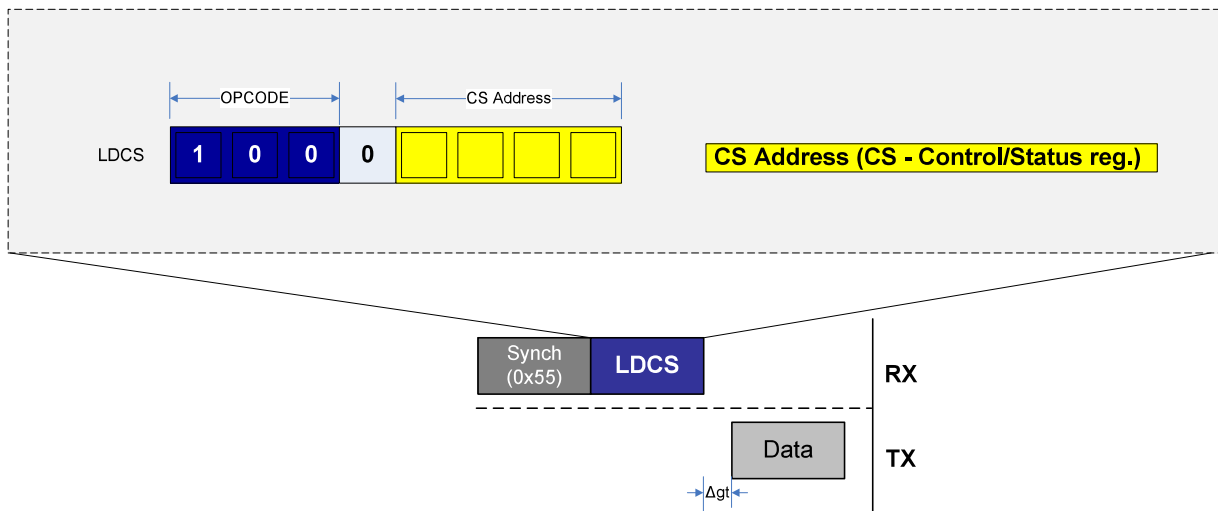 OPCODE
CS Address
LDCS
1 0 0 0
CS Address (CS - Control/Status reg.)
Synch
(0x55)
LDCS
RX
Data
TX
Δgt